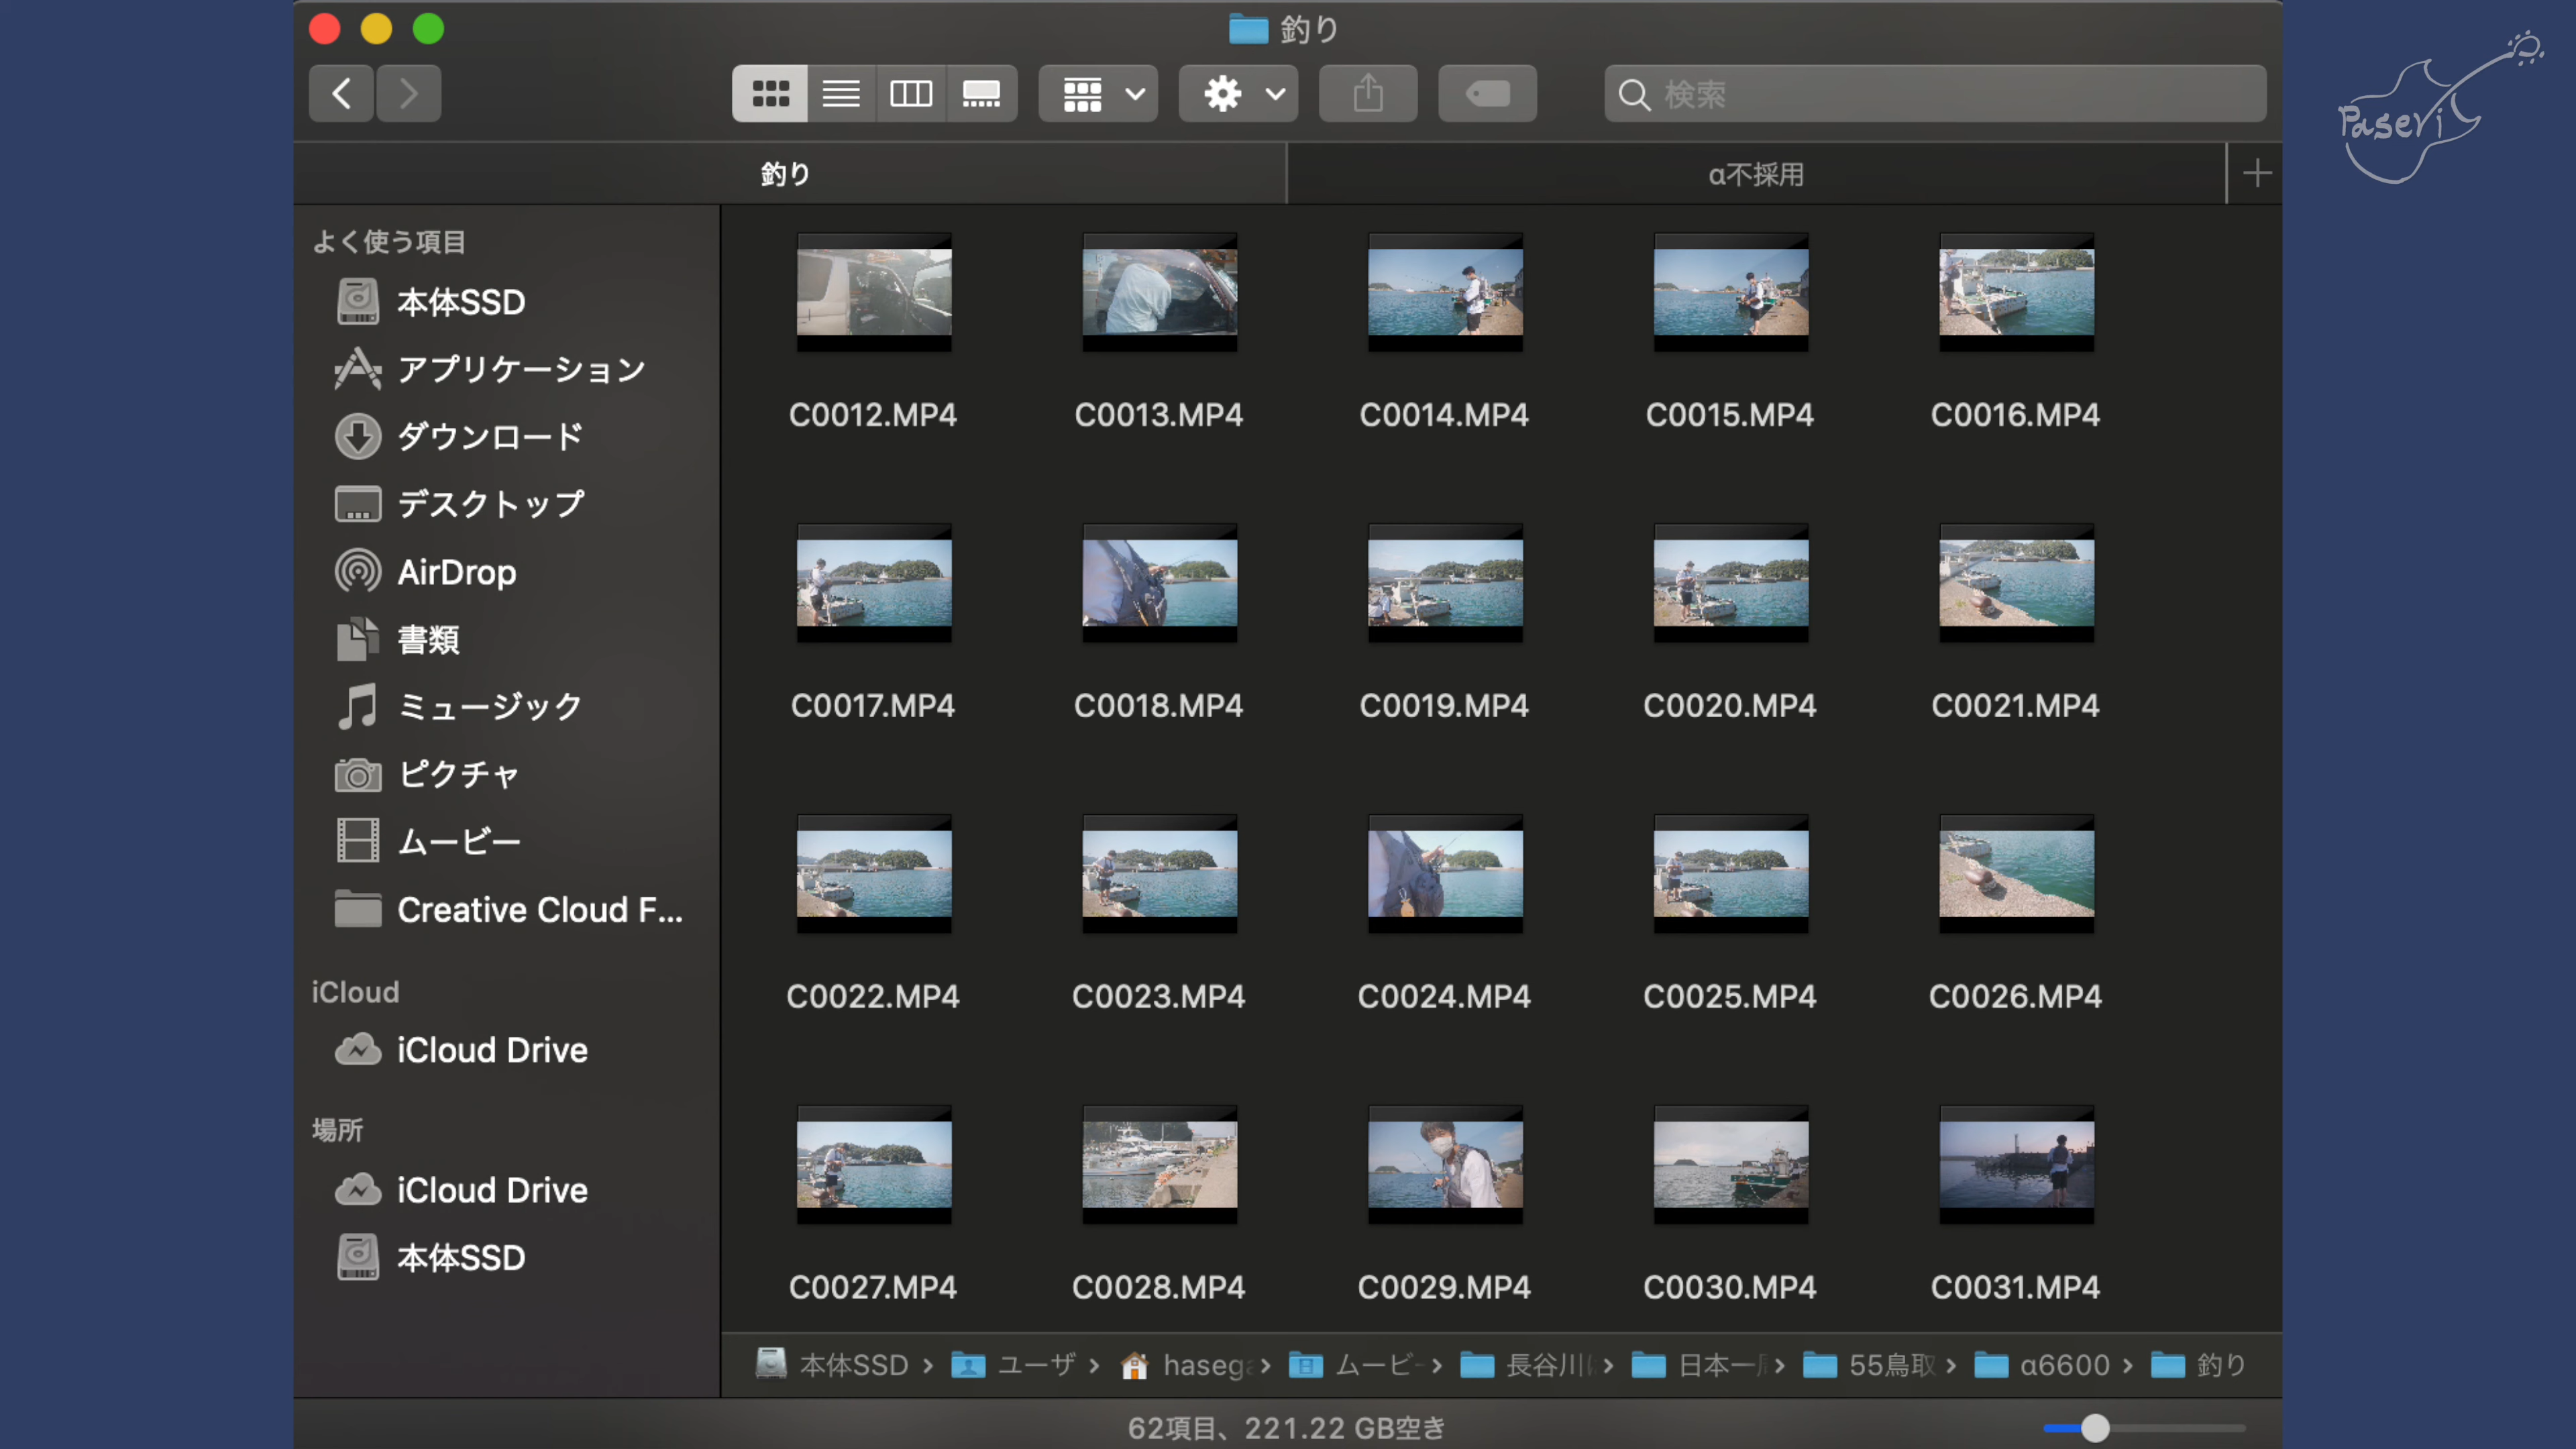 釣り
検索
Paseri
釣り
α不採用
よく使う項目
本体SSD
アプリケーション
ダウンロード
デスクトップ
AirDrop
書類
ミュージック
ピクチャ
ムービー
Creative Cloud F...
iCloud
iCloud Drive
場所
iCloud Drive
本体SSD
C0012.MP4 C0013.MP4 C0014.MP4 C0015.MP4 C0016.MP4
C0017.MP4 C0018.MP4 C0019.MP4 C0020.MP4 C0021.MP4
C0022.MP4 C0023.MP4 C0024.MP4 C0025.MP4 C0026.MP4
C0027.MP4 C0028.MP4 C0029.MP4 C0030.MP4 C0031.MP4
本体SSD › ユーザ › hasega › ムービー › 長谷川 › 日本一 › 55鳥取 › α6600 › 釣り
62項目、221.22 GB空き